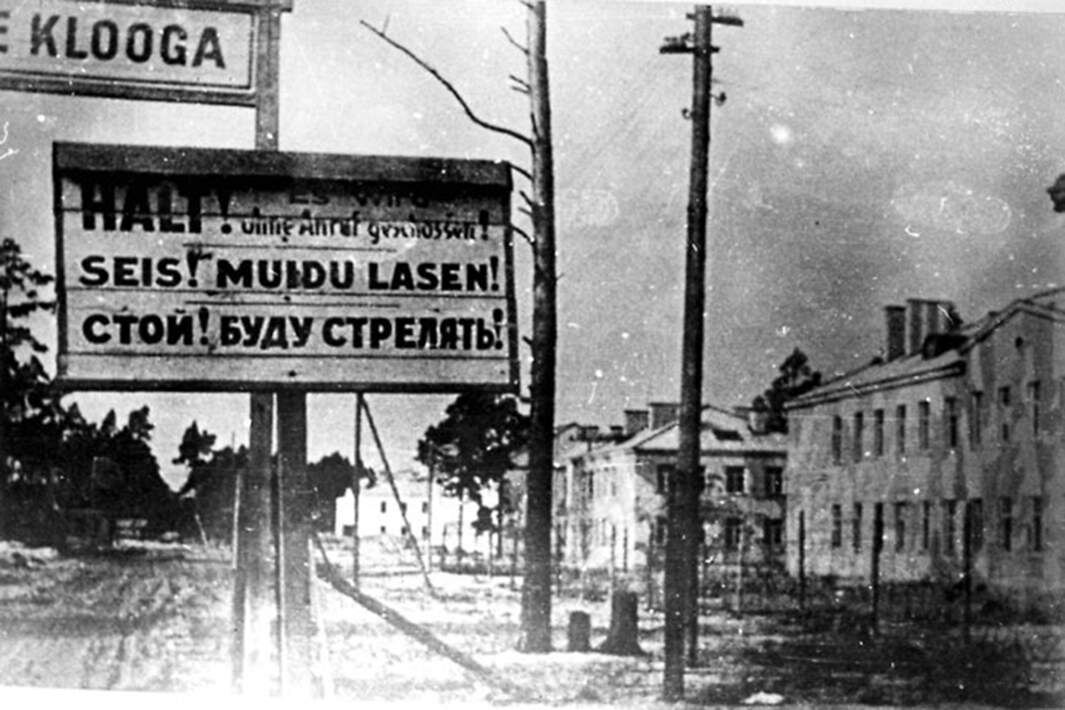 E KLOOGA
HALT! Es wird
ohne Anruf geschossen!
SEIS! MUIDU LASEN!
СТОЙ! БУДУ СТРЕЛЯТЬ!